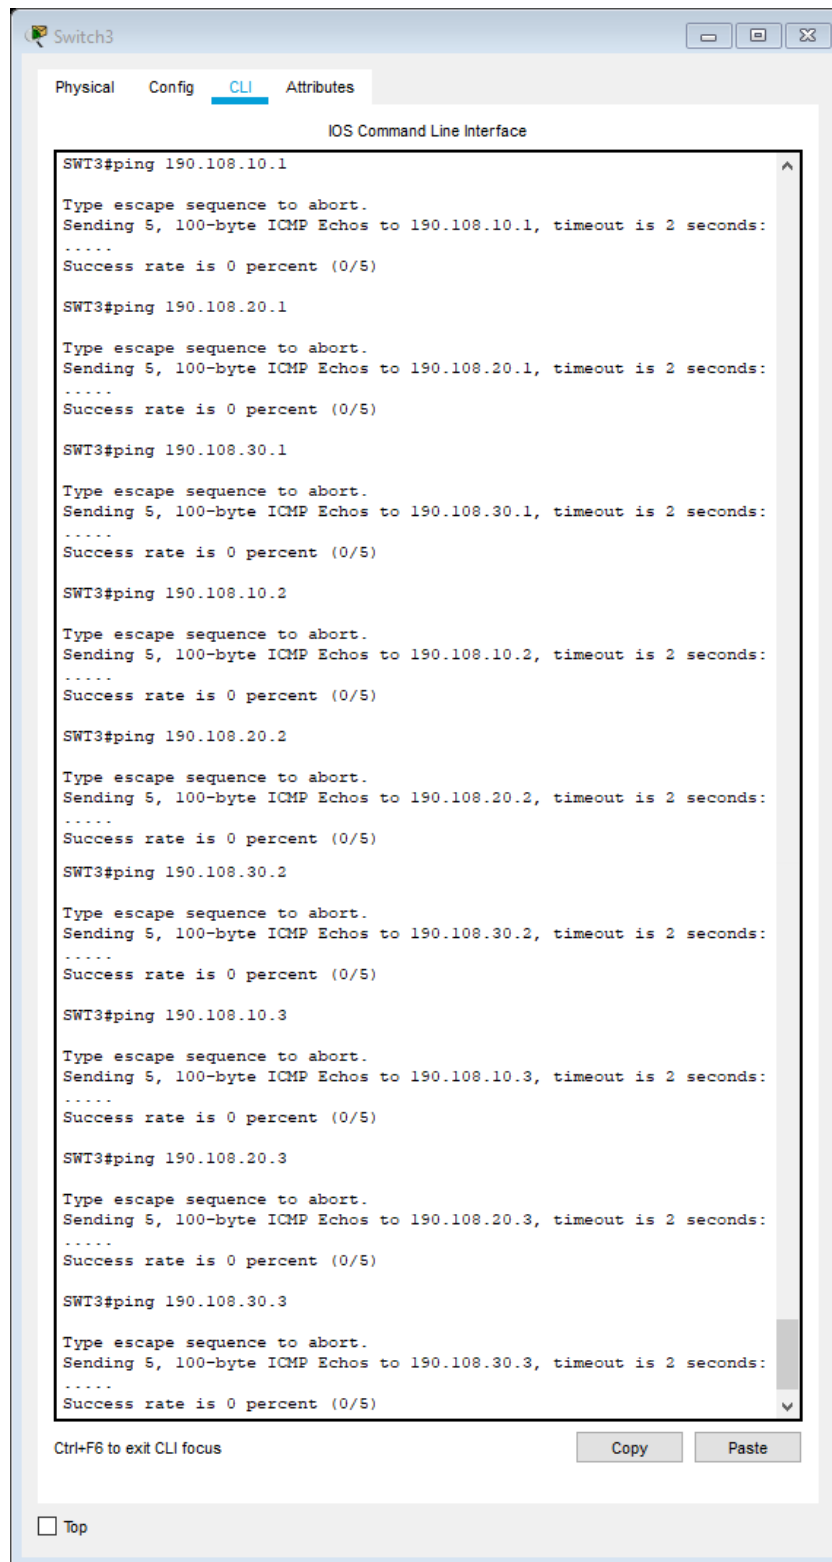 Switch3
Physical Config CLI Attributes
IOS Command Line Interface
SWT3#ping 190.108.10.1
Type escape sequence to abort.
Sending 5, 100-byte ICMP Echos to 190.108.10.1, timeout is 2 seconds:
.....
Success rate is 0 percent (0/5)
SWT3#ping 190.108.20.1
Type escape sequence to abort.
Sending 5, 100-byte ICMP Echos to 190.108.20.1, timeout is 2 seconds:
.....
Success rate is 0 percent (0/5)
SWT3#ping 190.108.30.1
Type escape sequence to abort.
Sending 5, 100-byte ICMP Echos to 190.108.30.1, timeout is 2 seconds:
.....
Success rate is 0 percent (0/5)
SWT3#ping 190.108.10.2
Type escape sequence to abort.
Sending 5, 100-byte ICMP Echos to 190.108.10.2, timeout is 2 seconds:
.....
Success rate is 0 percent (0/5)
SWT3#ping 190.108.20.2
Type escape sequence to abort.
Sending 5, 100-byte ICMP Echos to 190.108.20.2, timeout is 2 seconds:
.....
Success rate is 0 percent (0/5)
SWT3#ping 190.108.30.2
Type escape sequence to abort.
Sending 5, 100-byte ICMP Echos to 190.108.30.2, timeout is 2 seconds:
.....
Success rate is 0 percent (0/5)
SWT3#ping 190.108.10.3
Type escape sequence to abort.
Sending 5, 100-byte ICMP Echos to 190.108.10.3, timeout is 2 seconds:
.....
Success rate is 0 percent (0/5)
SWT3#ping 190.108.20.3
Type escape sequence to abort.
Sending 5, 100-byte ICMP Echos to 190.108.20.3, timeout is 2 seconds:
.....
Success rate is 0 percent (0/5)
SWT3#ping 190.108.30.3
Type escape sequence to abort.
Sending 5, 100-byte ICMP Echos to 190.108.30.3, timeout is 2 seconds:
.....
Success rate is 0 percent (0/5)
Ctrl+F6 to exit CLI focus Copy Paste
Top